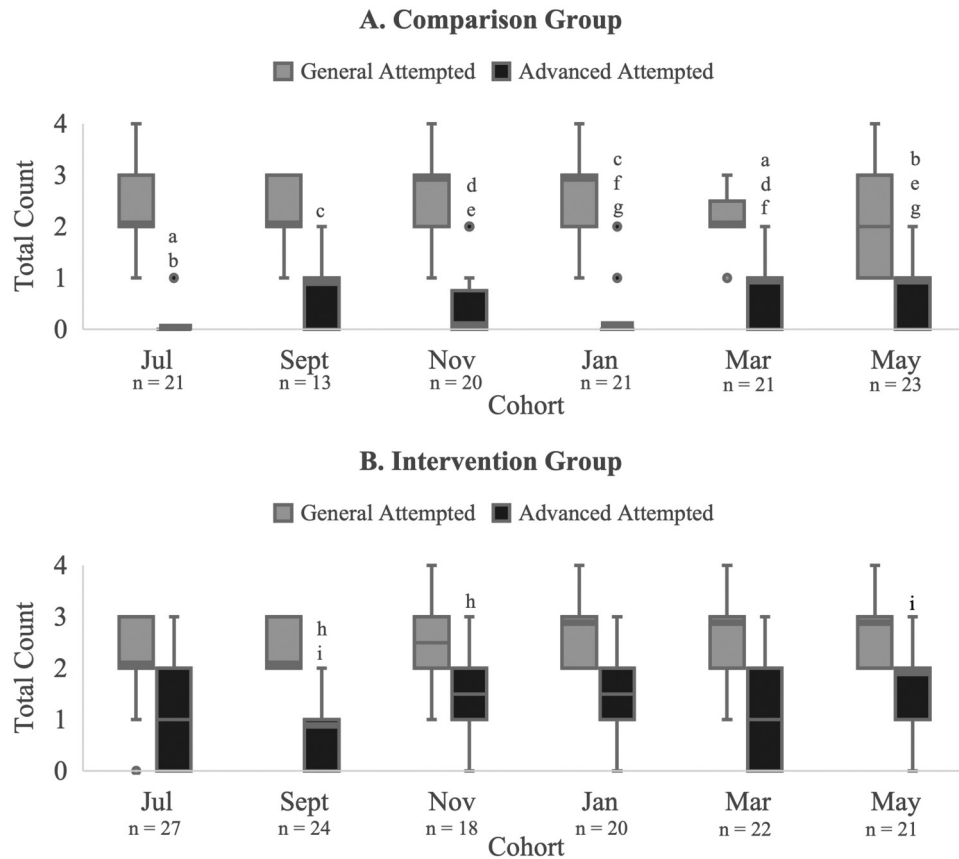 A. Comparison Group
General Attempted Advanced Attempted
Total Count
4
3
2
1
0
a
b
c
d
e
c
f
g
a
d
f
b
e
g
Jul Sept Nov Jan Mar May
n = 21 n = 13 n = 20 n = 21 n = 21 n = 23
Cohort
B. Intervention Group
General Attempted Advanced Attempted
Total Count
4
3
2
1
0
h
i
h
i
Jul Sept Nov Jan Mar May
n = 27 n = 24 n = 18 n = 20 n = 22 n = 21
Cohort